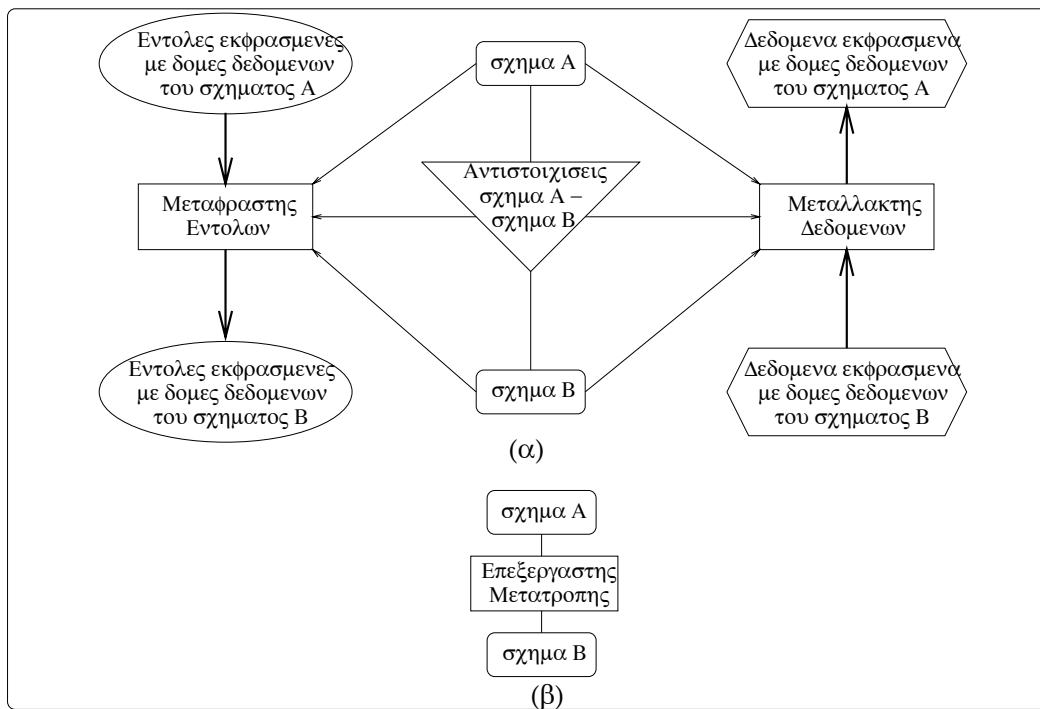 Εντολες εκφρασμενες
με δομες δεδομενων
του σχηματος Α
σχημα Α
Δεδομενα εκφρασμενα
με δομες δεδομενων
του σχηματος Α
Αντιστοιχισεις
σχημα Α –
σχημα Β
Μεταφραστης
Εντολων
Μεταλλακτης
Δεδομενων
Εντολες εκφρασμενες
με δομες δεδομενων
του σχηματος Β
σχημα Β
Δεδομενα εκφρασμενα
με δομες δεδομενων
του σχηματος Β
(α)
σχημα Α
Επεξεργαστης
Μετατροπης
σχημα Β
(β)